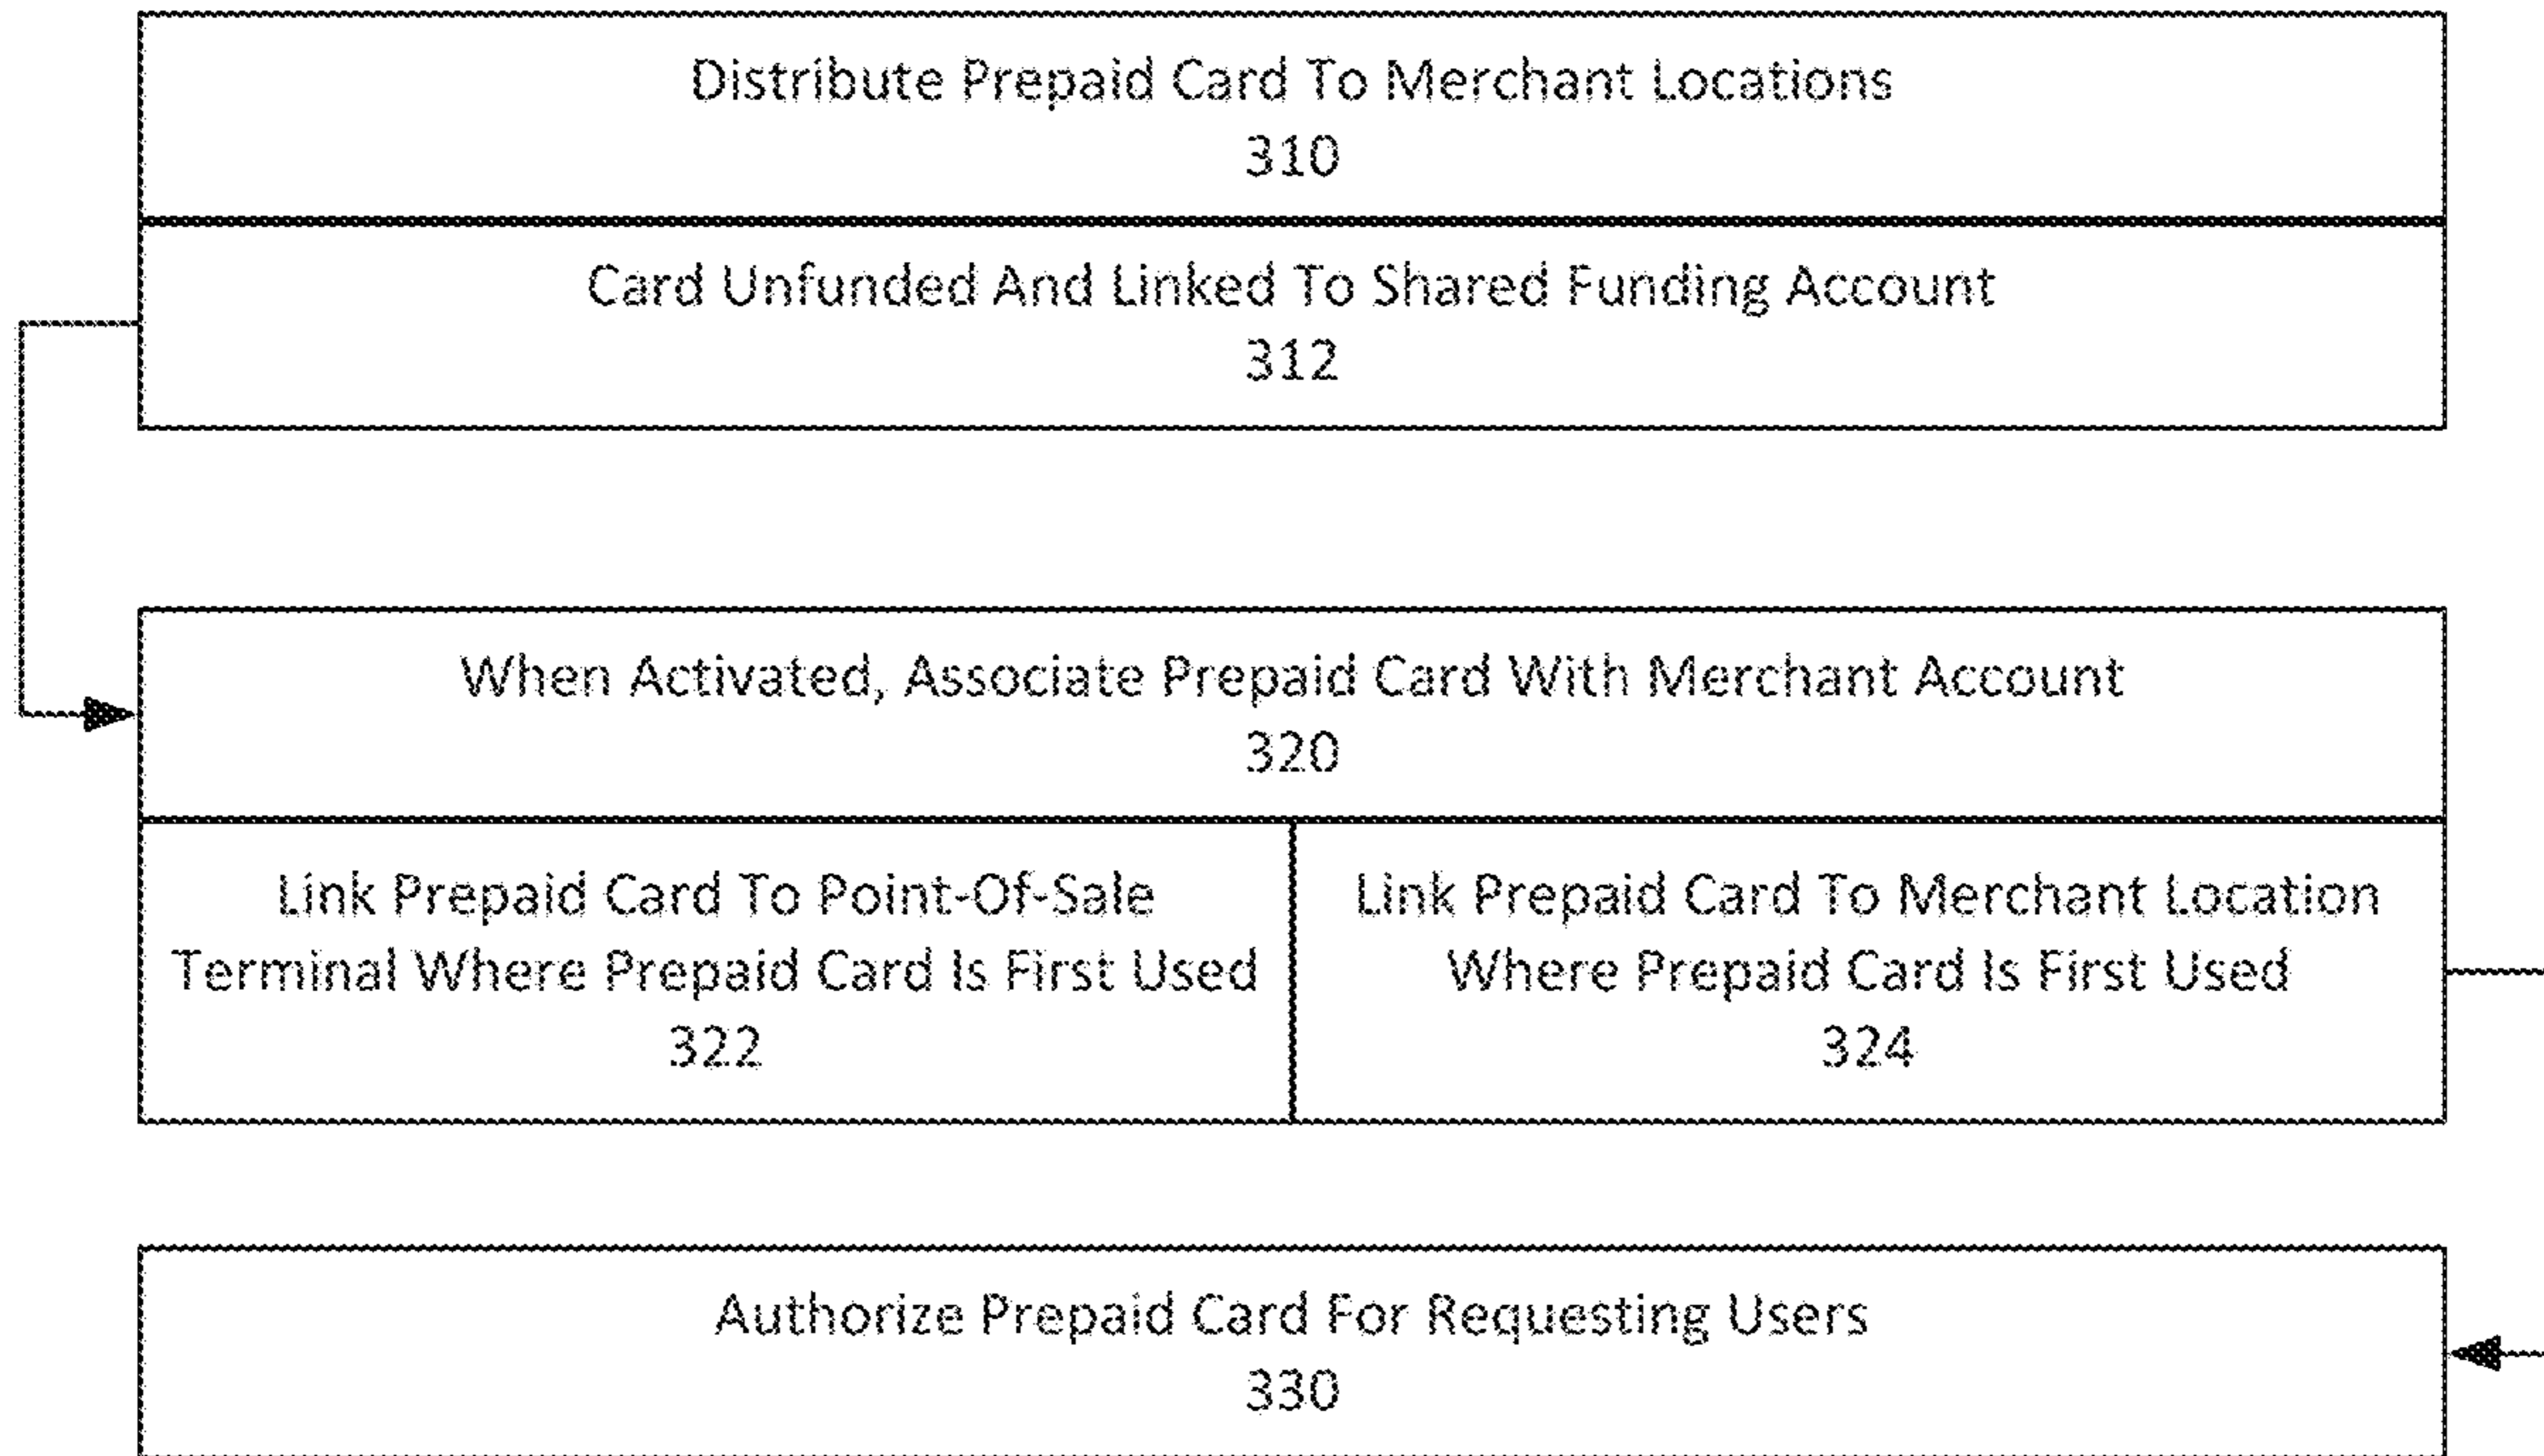 Distribute Prepaid Card To Merchant Locations
310
Card Unfunded And Linked To Shared Funding Account
312
When Activated, Associate Prepaid Card With Merchant Account
320
Link Prepaid Card To Point-Of-Sale
Terminal Where Prepaid Card Is First Used
322
Link Prepaid Card To Merchant Location
Where Prepaid Card Is First Used
324
Authorize Prepaid Card For Requesting Users
330